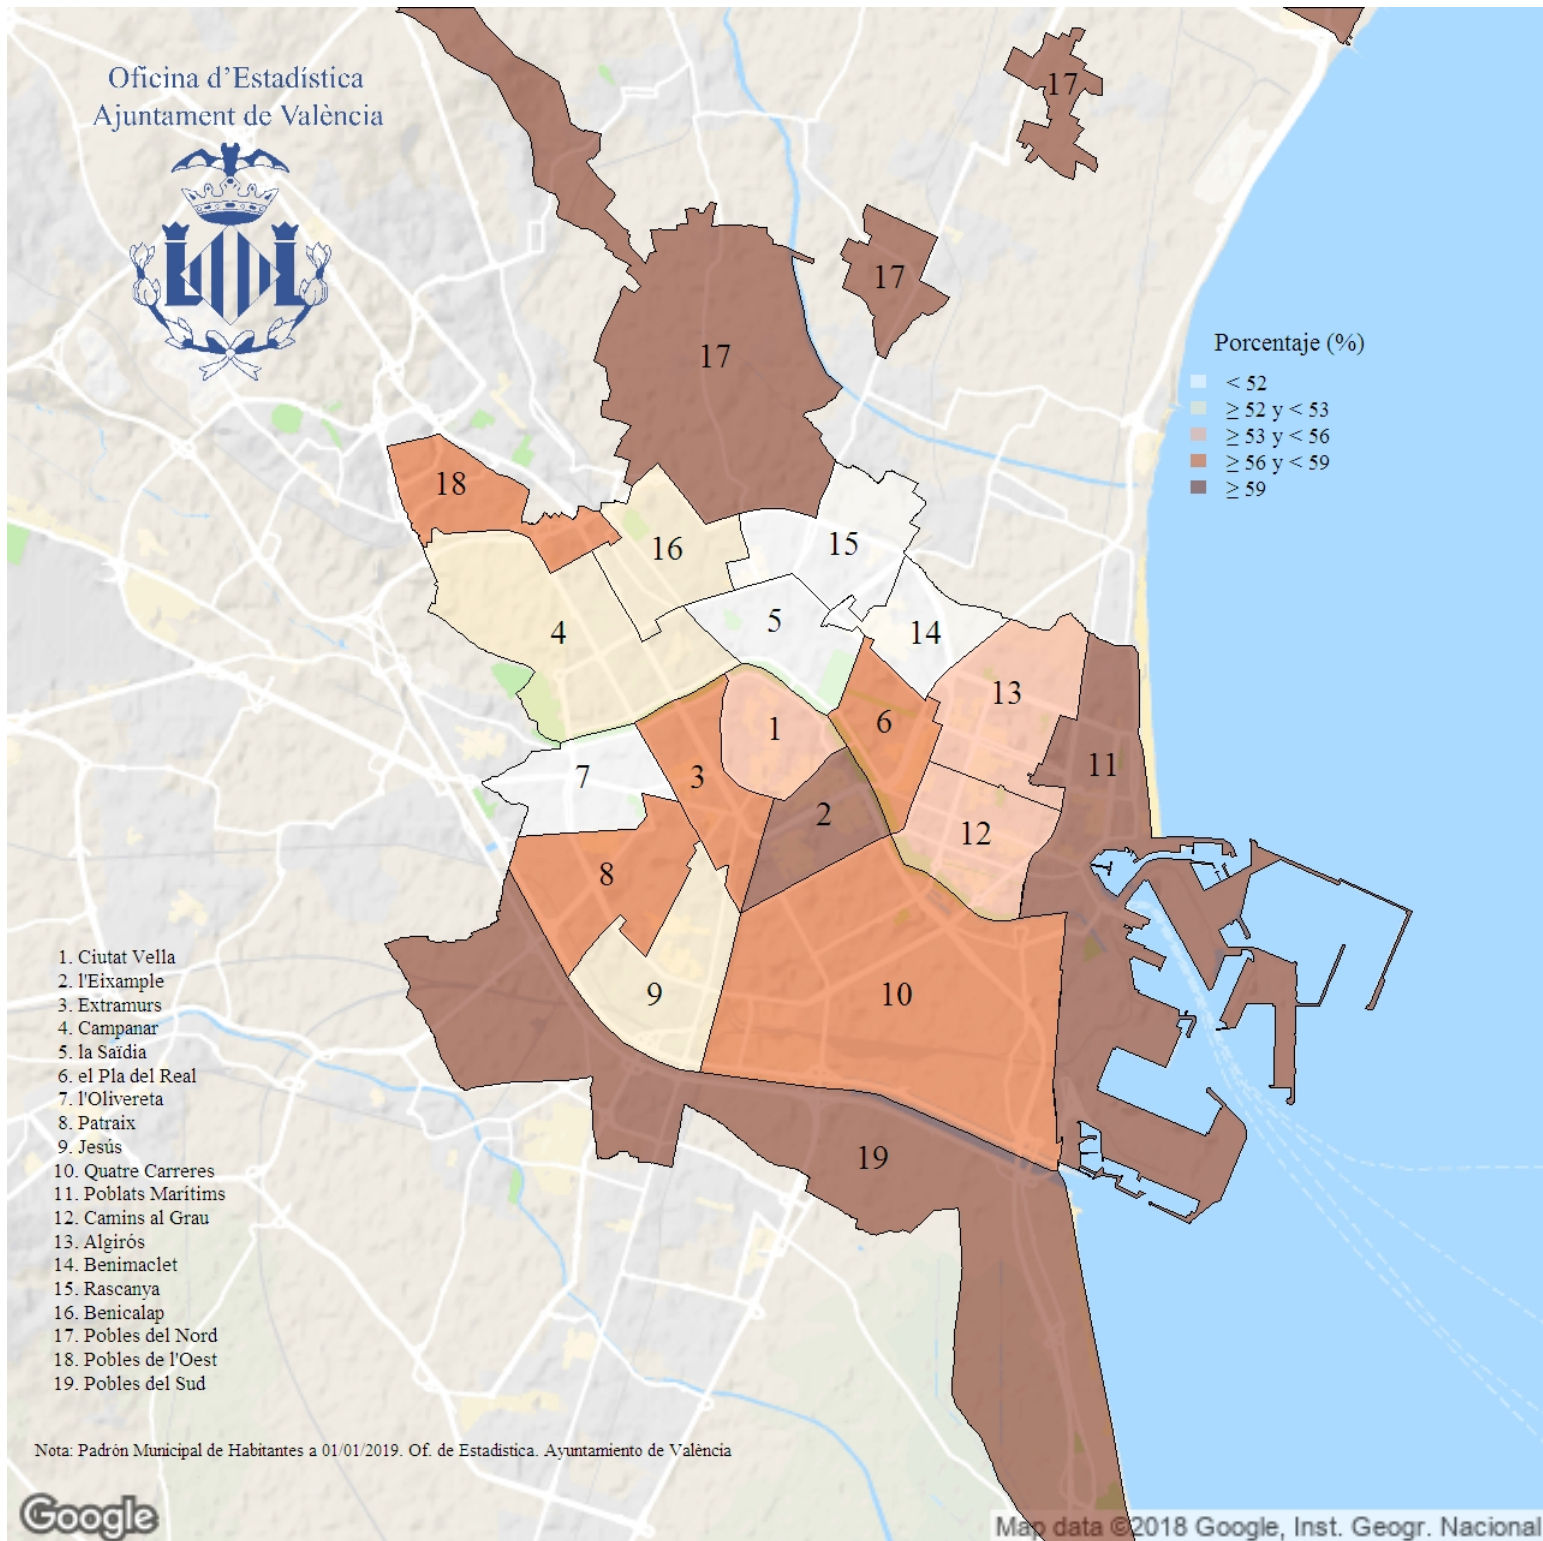 Oficina d'Estadística
Ajuntament de València
17
17
17
Porcentaje (%)
< 52
≥ 52 y < 53
≥ 53 y < 56
≥ 56 y < 59
≥ 59
18
16
15
5
4
14
13
1
6
11
7
3
2
12
8
9
10
19
1. Ciutat Vella
2. l'Eixample
3. Extramurs
4. Campanar
5. la Saïdia
6. el Pla del Real
7. l'Olivereta
8. Patraix
9. Jesús
10. Quatre Carreres
11. Poblats Marítims
12. Camins al Grau
13. Algirós
14. Benimaclet
15. Rascanya
16. Benicalap
17. Pobles del Nord
18. Pobles de l'Oest
19. Pobles del Sud
Nota: Padrón Municipal de Habitantes a 01/01/2019. Of. de Estadística. Ayuntamiento de València
Google
Map data ©2018 Google, Inst. Geogr. Nacional